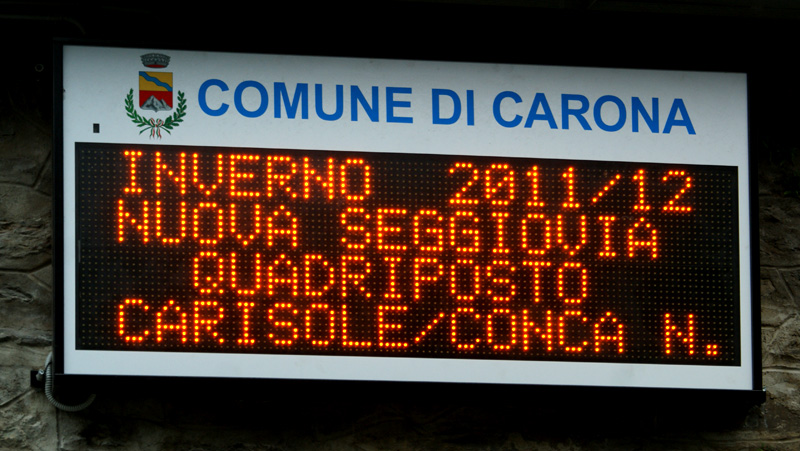 COMUNE DI CARONA
INVERNO 2011/12
NUOVA SEGGIOVIA
QUADRIPOSTO
CARISOLE/CONCA N.